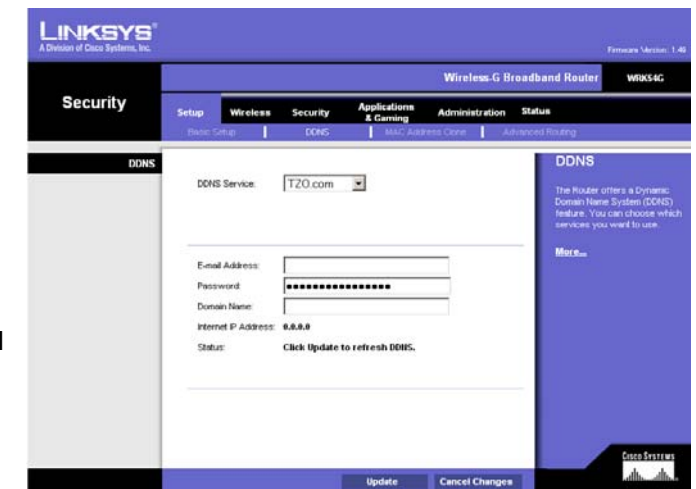 LINKSYS®
A Division of Cisco Systems, Inc.
Firmware Version: 1.40
Wireless-G Broadband Router WRK54G
Security
Setup Wireless Security Applications & Gaming Administration Status
Basic Setup DDNS MAC Address Clone Advanced Routing
DDNS
DDNS Service: TZO.com
E-mail Address:
Password: ••••••••••••••••
Domain Name:
Internet IP Address: 0.0.0.0
Status: Click Update to refresh DDNS.
DDNS
The Router offers a Dynamic
Domain Name System (DDNS)
feature. You can choose which
services you want to use.
More...
Update Cancel Changes
CISCO SYSTEMS